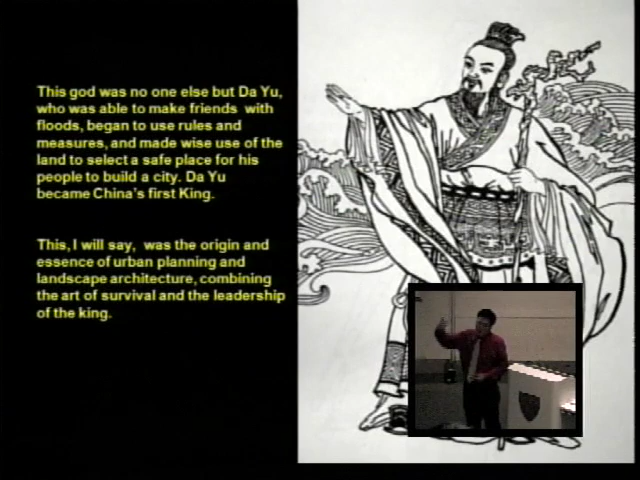 This god was no one else but Da Yu,
who was able to make friends with
floods, began to use rules and
measures, and made wise use of the
land to select a safe place for his
people to build a city. Da Yu
became China's first King.
This, I will say, was the origin and
essence of urban planning and
landscape architecture, combining
the art of survival and the leadership
of the king.